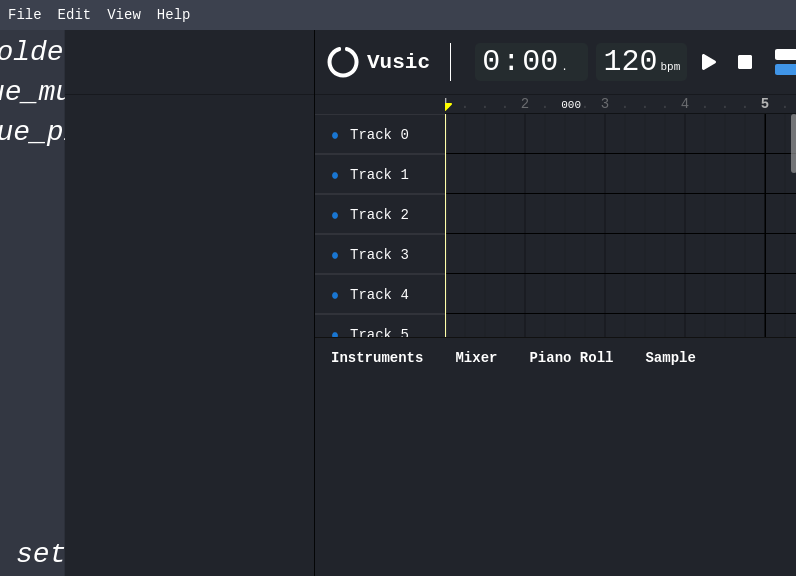 File Edit View Help
olde
ue_mu
ue_p
set
Vusic
0:00.
000
120 bpm
2 3 4 5
Track 0
Track 1
Track 2
Track 3
Track 4
Track 5
Instruments Mixer Piano Roll Sample